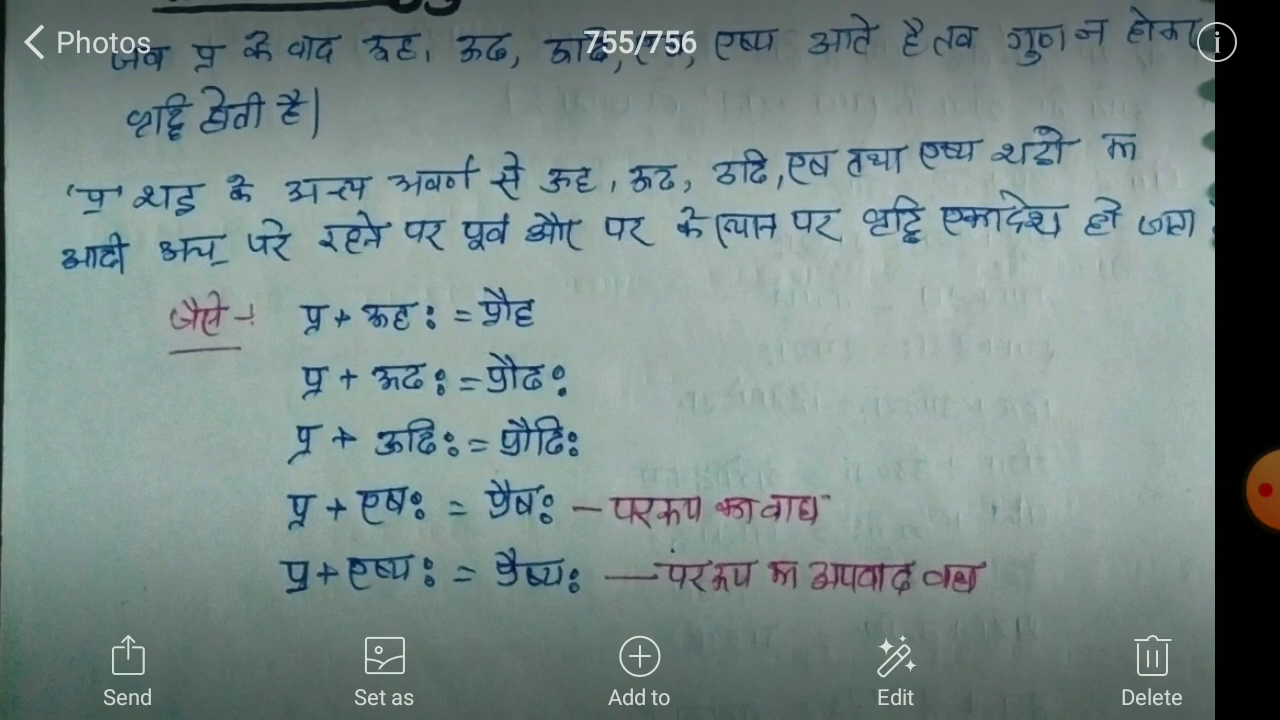 Photos
755/756
जब प्र के वाद ऊह, ऊढ, ऊढि, एष, एष्य आते है तब गुण न होकर
वृद्धि होती है|
'प्र' शब्द के अन्त्य अवर्ण से ऊह, ऊढ, ऊढि, एष तथा एष्य शब्दो क
आदी अच् परे रहने पर पूर्व और पर के स्थान पर वृद्धि एकादेश हो जाता
जैसे -: प्र + ऊह : = प्रौह
प्र + ऊढ : = प्रौढ :
प्र + ऊढि : = प्रौढि :
प्र + एष : = प्रैष : - पररूप का वाध
प्र + एष्य : = प्रैष्य : - पररूप का अपवाद वाध
Send
Set as
Add to
Edit
Delete